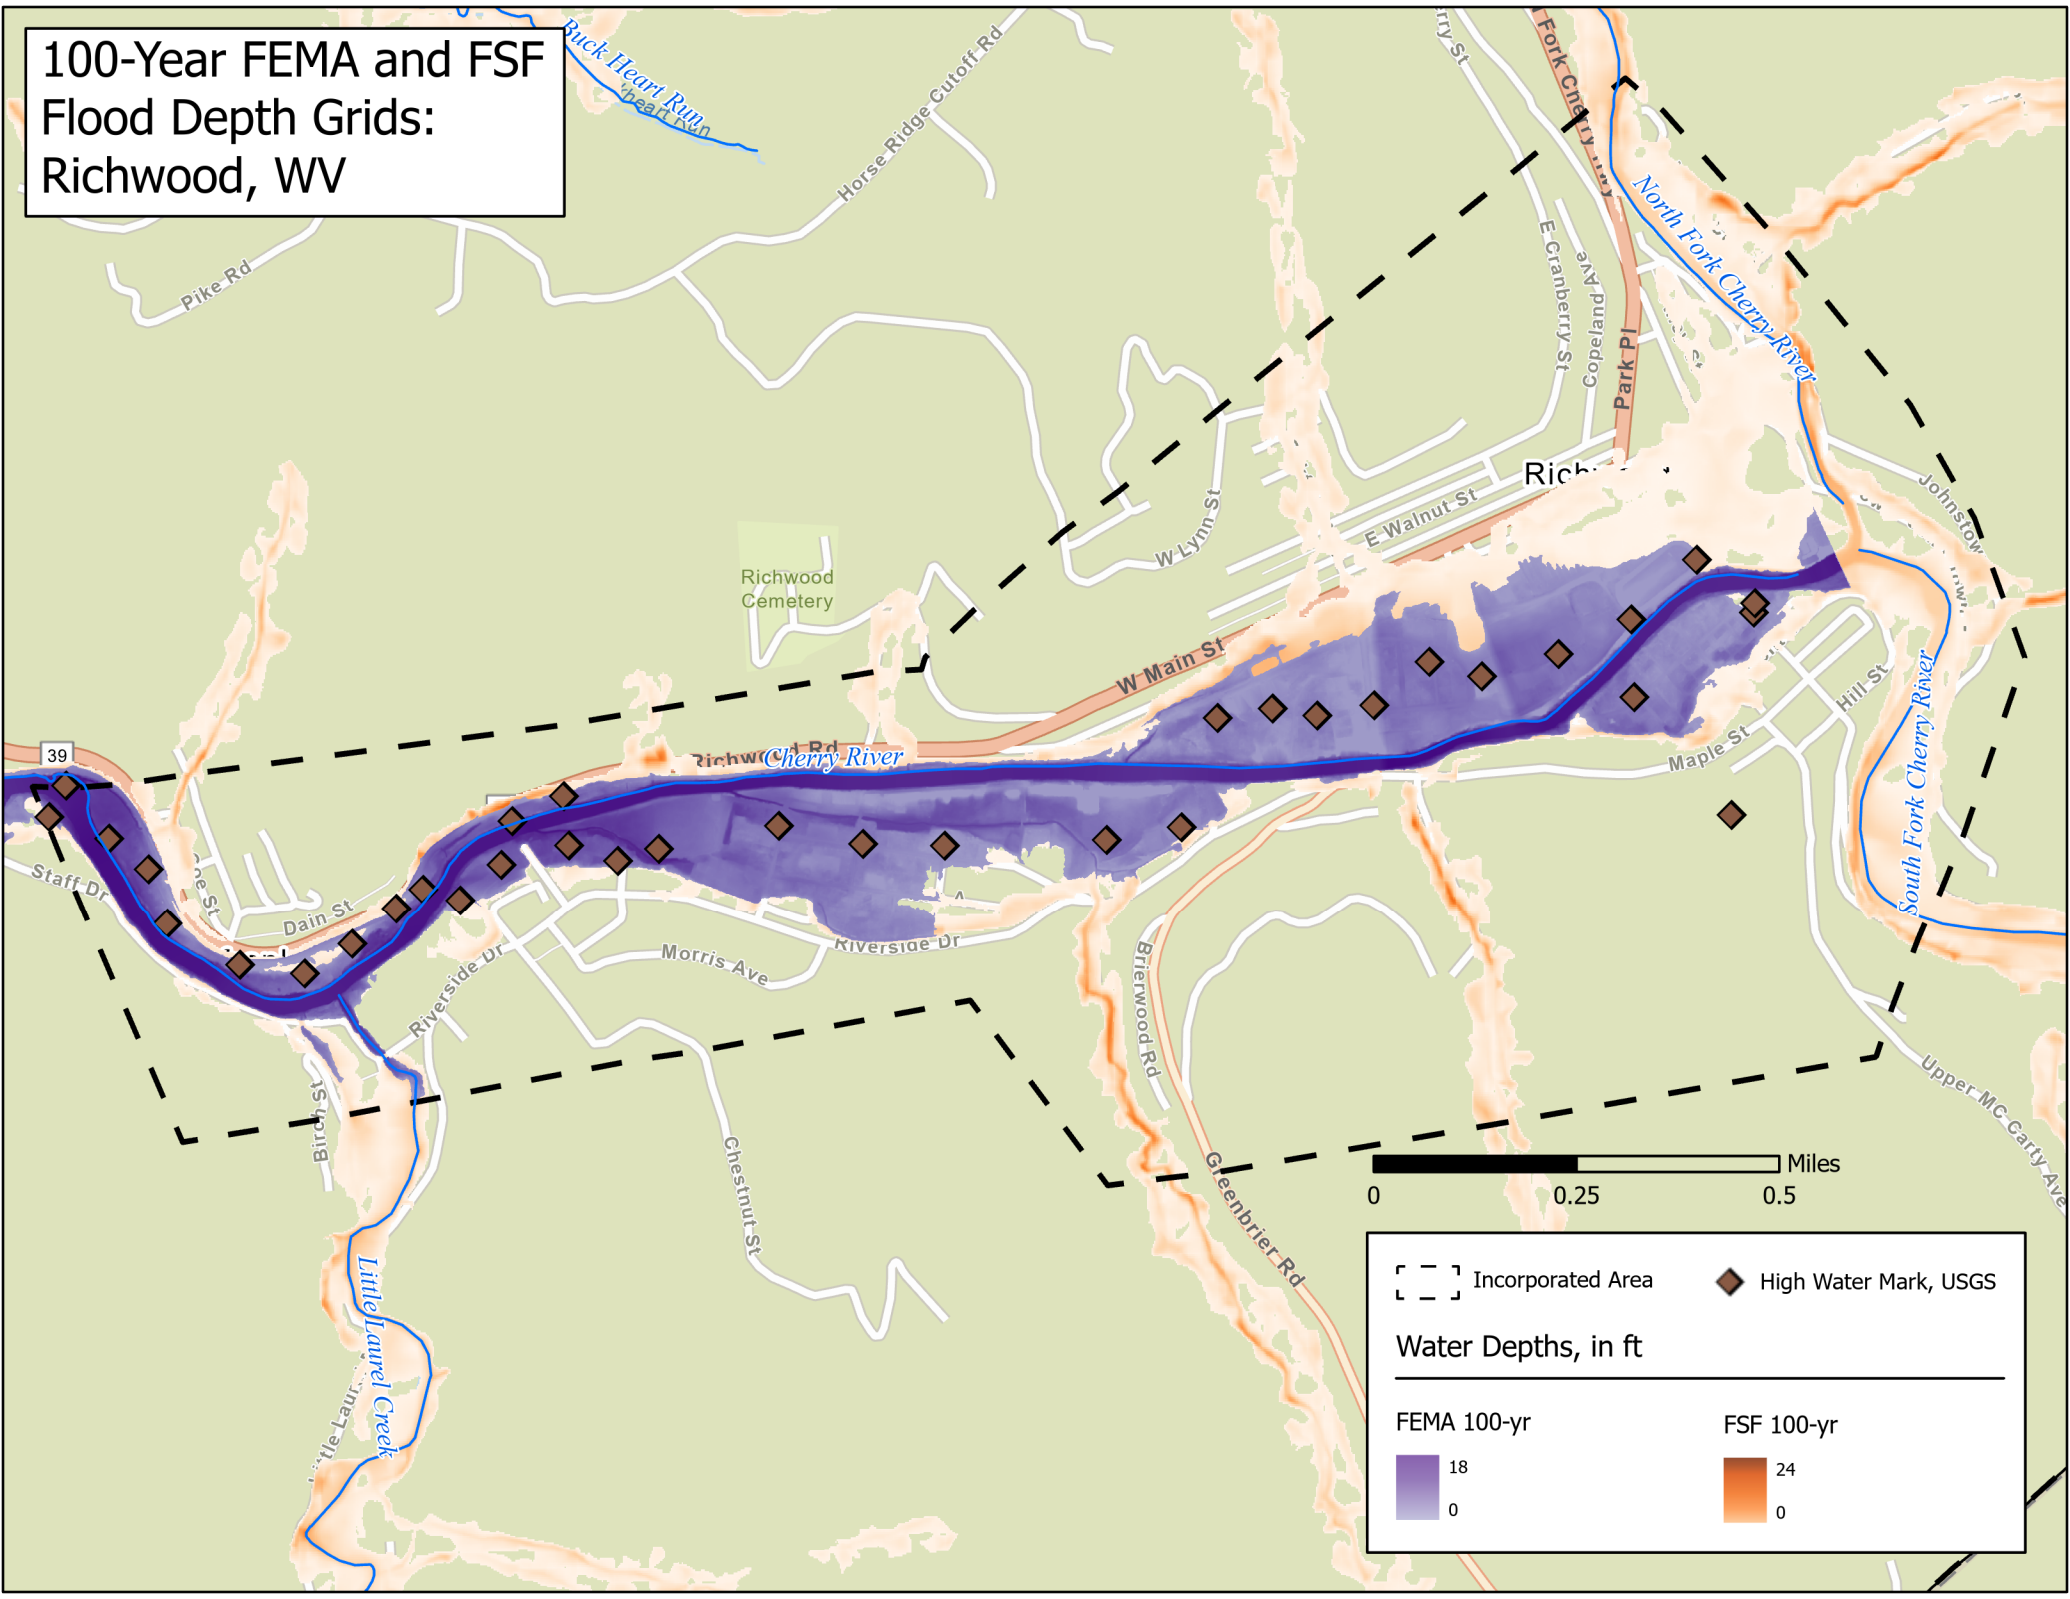 100-Year FEMA and FSF
Flood Depth Grids:
Richwood, WV
Buck Heart Run
Horse Ridge Cutoff Rd
Pike Rd
Fork Cherry
North Fork Cherry River
E Cranberry St
Copeland Ave
Park Pl
W Lynn St
E Walnut St
Richwood
Cemetery
W Main St
Johnstown
39
Richwood Rd
Cherry River
Hill St
Maple St
South Fork Cherry River
Staff Dr
Dain St
Riverside Dr
Morris Ave
Riverside Dr
Brierwood Rd
Birch St
Chestnut St
Greenbrier Rd
Upper MC Carty Ave
Little Laurel Creek
Miles
0 0.25 0.5
Incorporated Area
High Water Mark, USGS
Water Depths, in ft
FEMA 100-yr
FSF 100-yr
18
0
24
0